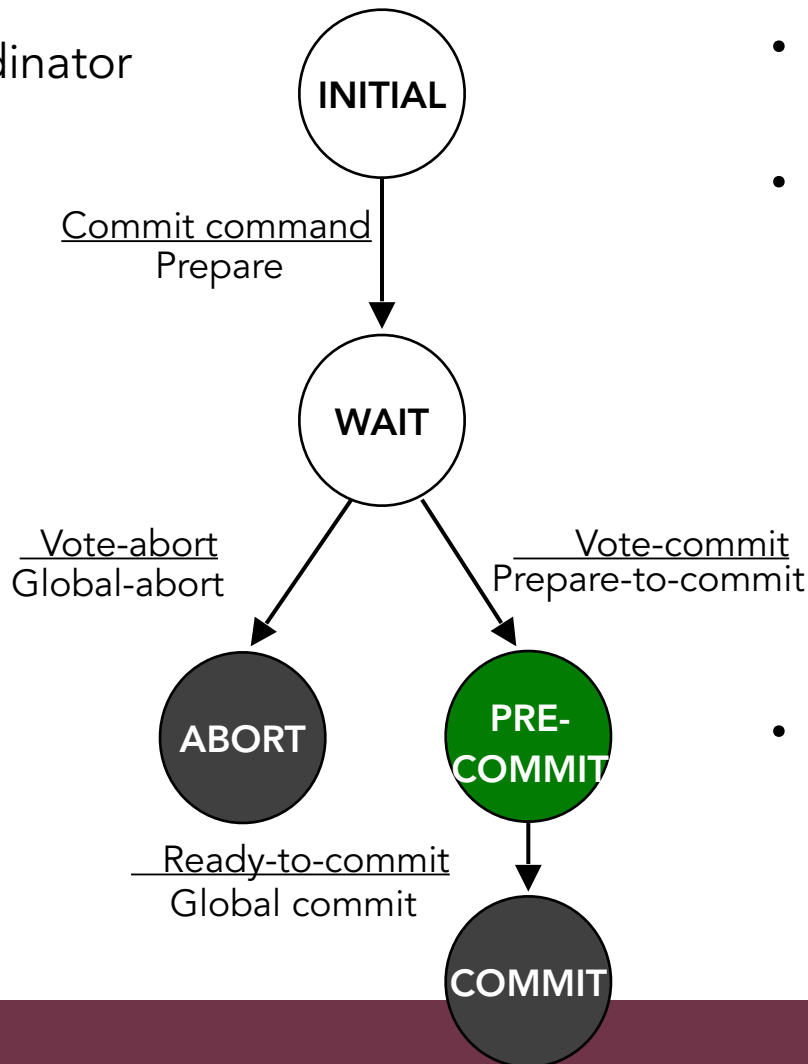 dinator
INITIAL
Commit command
Prepare
WAIT
Vote-abort
Global-abort
Vote-commit
Prepare-to-commit
ABORT
PRE-
COMMIT
Ready-to-commit
Global commit
COMMIT